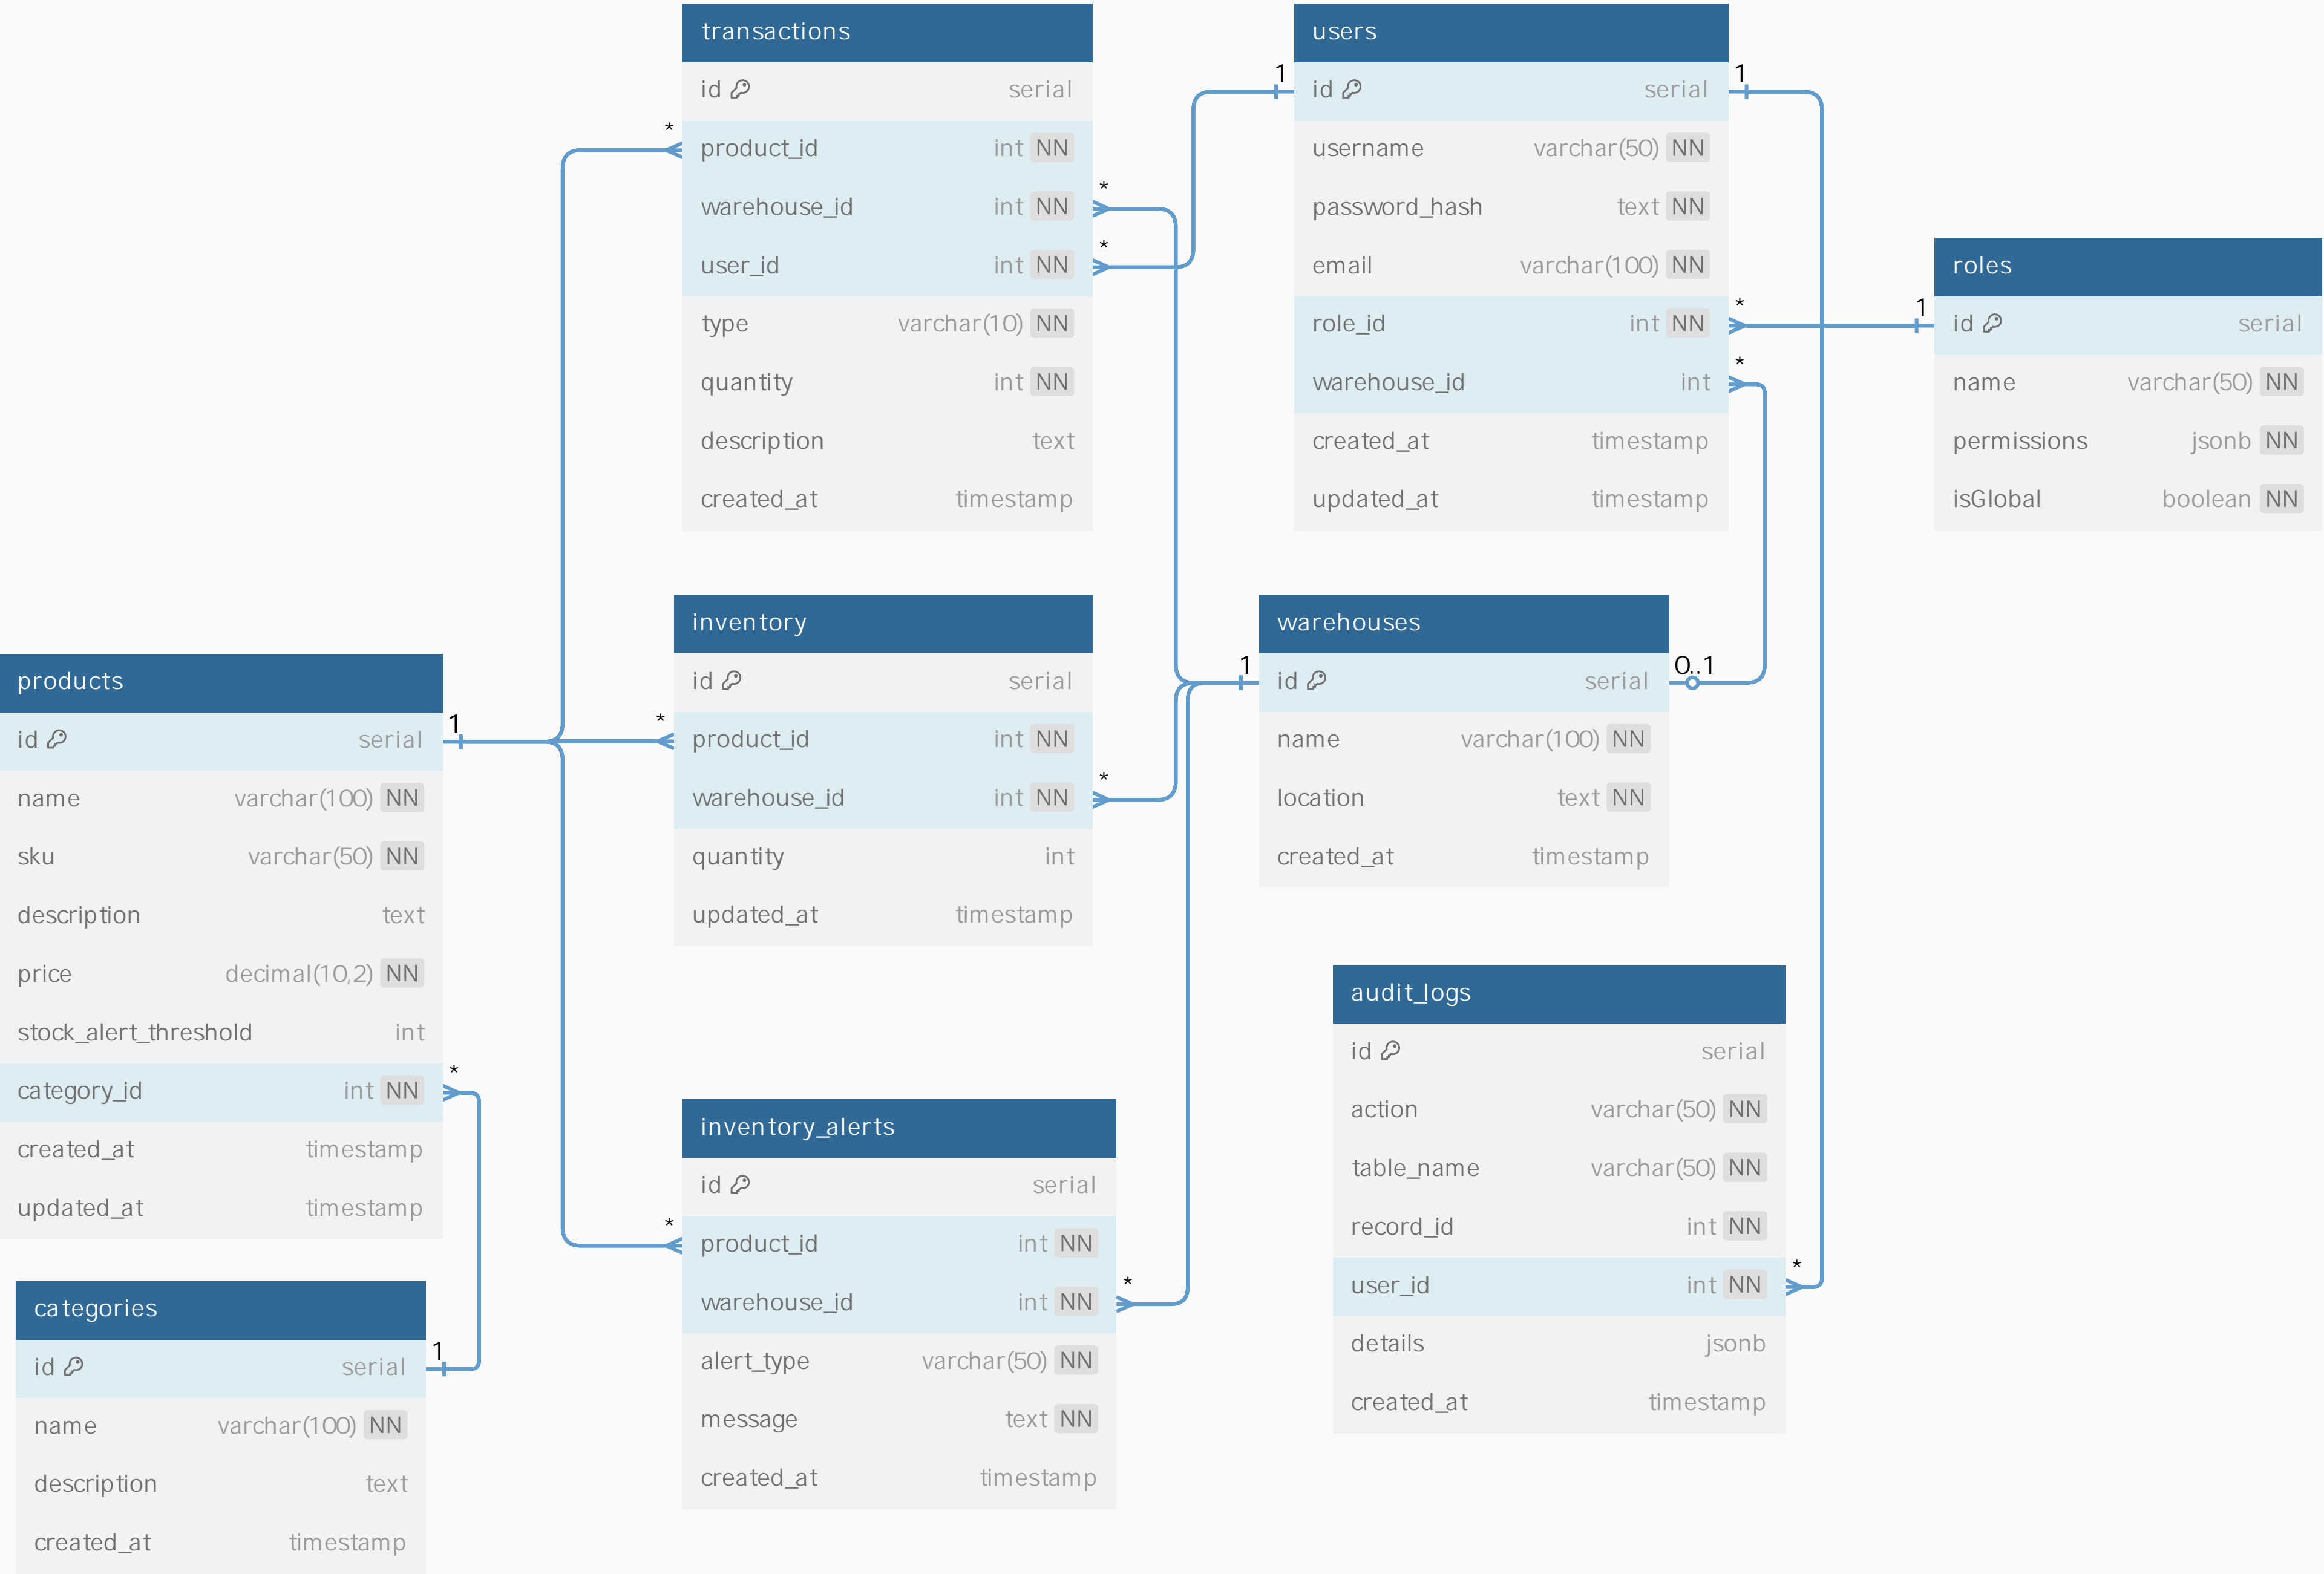 transactions
id serial
* product_id int NN
warehouse_id int NN *
user_id int NN *
type varchar(10) NN
quantity int NN
description text
created_at timestamp
users
1 id serial 1
username varchar(50) NN
password_hash text NN
email varchar(100) NN
role_id int NN *
warehouse_id int *
created_at timestamp
updated_at timestamp
roles
1 id serial
name varchar(50) NN
permissions jsonb NN
isGlobal boolean NN
inventory
id serial
* product_id int NN
warehouse_id int NN *
quantity int
updated_at timestamp
warehouses
1 id serial 0..1
name varchar(100) NN
location text NN
created_at timestamp
products
id serial 1
name varchar(100) NN
sku varchar(50) NN
description text
price decimal(10,2) NN
stock_alert_threshold int
category_id int NN *
created_at timestamp
updated_at timestamp
audit_logs
id serial
action varchar(50) NN
table_name varchar(50) NN
record_id int NN
user_id int NN *
details jsonb
created_at timestamp
inventory_alerts
id serial
* product_id int NN
warehouse_id int NN *
alert_type varchar(50) NN
message text NN
created_at timestamp
categories
id serial 1
name varchar(100) NN
description text
created_at timestamp